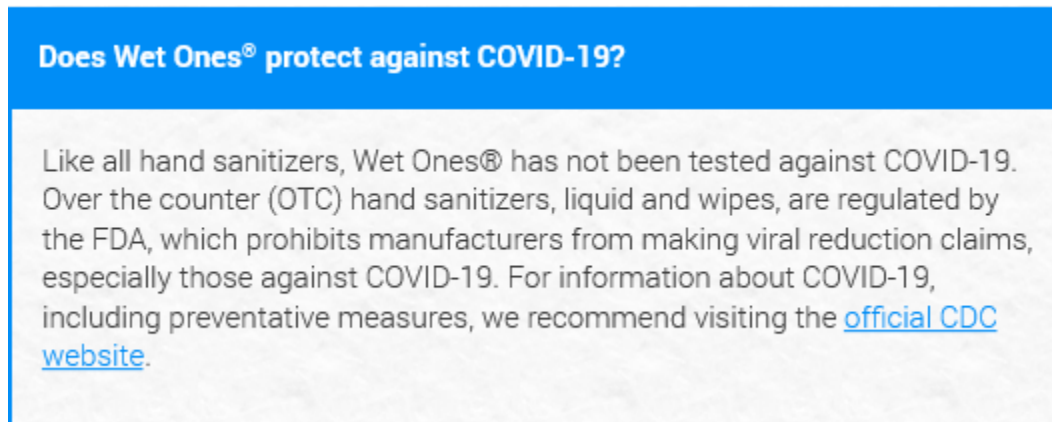 Does Wet Ones® protect against COVID-19?
Like all hand sanitizers, Wet Ones® has not been tested against COVID-19.
Over the counter (OTC) hand sanitizers, liquid and wipes, are regulated by
the FDA, which prohibits manufacturers from making viral reduction claims,
especially those against COVID-19. For information about COVID-19,
including preventative measures, we recommend visiting the official CDC
website.